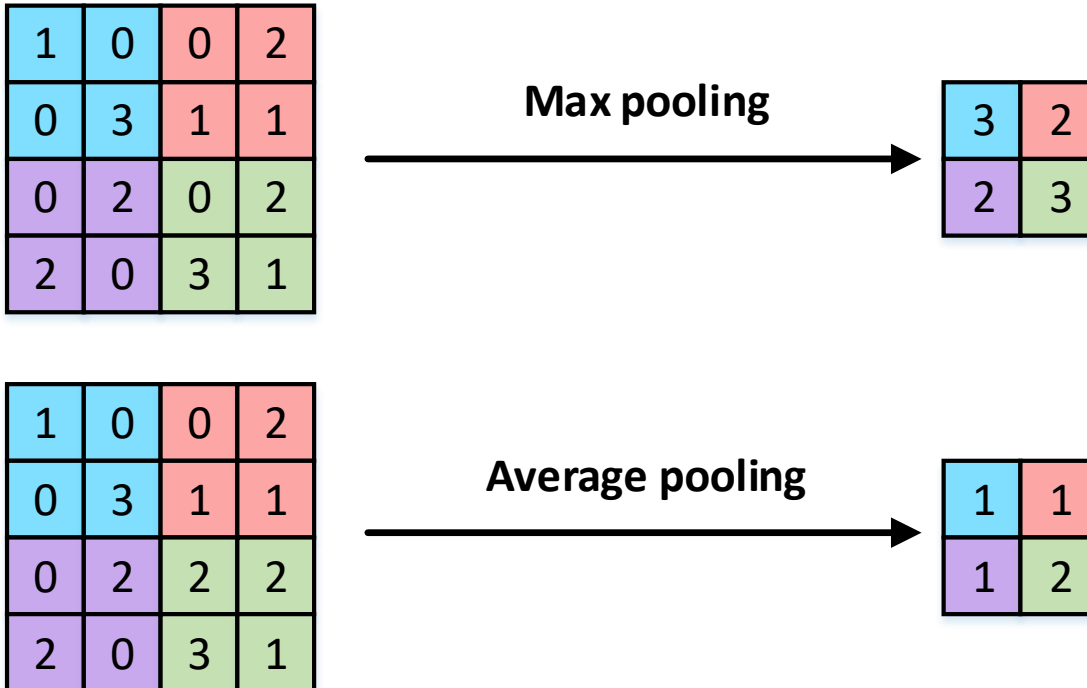 1 0 0 2
0 3 1 1
0 2 0 2
2 0 3 1
Max pooling
3 2
2 3
1 0 0 2
0 3 1 1
0 2 2 2
2 0 3 1
Average pooling
1 1
1 2